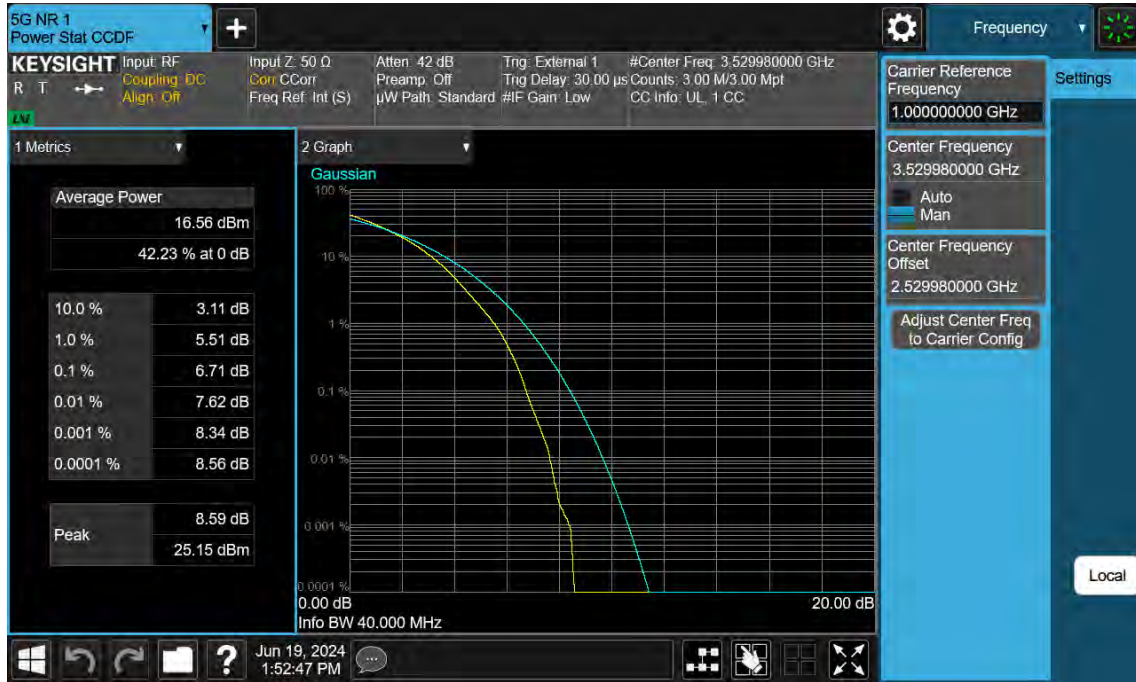 5G NR 1
Power Stat CCDF
+
Frequency
KEYSIGHT
R T
Input: RF
Coupling: DC
Align: Off
Input Z: 50 Ω
Corr CCorr
Freq Ref: Int (S)
Atten: 42 dB
Preamp: Off
µW Path: Standard
Trig: External 1
Trig Delay: 30.00 µs
#IF Gain: Low
#Center Freq: 3.529980000 GHz
Counts: 3.00 M/3.00 Mpt
CC Info: UL, 1 CC
1 Metrics
Average Power
16.56 dBm
42.23 % at 0 dB
10.0 % 3.11 dB
1.0 % 5.51 dB
0.1 % 6.71 dB
0.01 % 7.62 dB
0.001 % 8.34 dB
0.0001 % 8.56 dB
Peak
8.59 dB
25.15 dBm
2 Graph
Gaussian
100 %
10 %
1 %
0.1 %
0.01 %
0.001 %
0.0001 %
0.00 dB 20.00 dB
Info BW 40.000 MHz
Carrier Reference
Frequency
1.000000000 GHz
Center Frequency
3.529980000 GHz
Auto
Man
Center Frequency
Offset
2.529980000 GHz
Adjust Center Freq
to Carrier Config
Settings
Local
?
Jun 19, 2024
1:52:47 PM